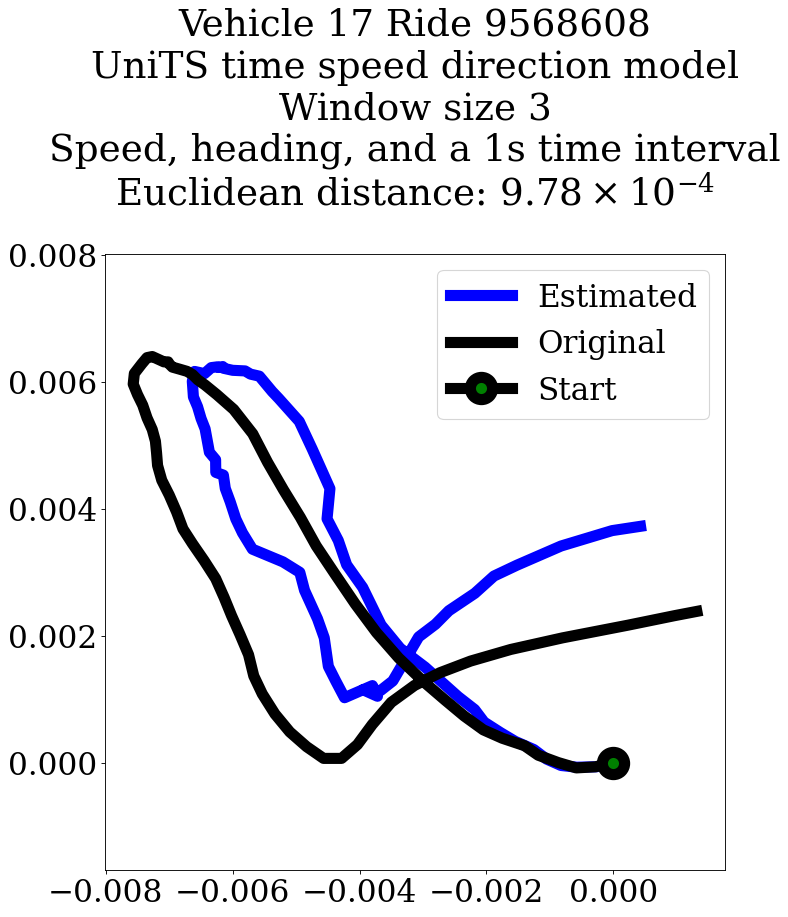 Vehicle 17 Ride 9568608
UniTS time speed direction model
Window size 3
Speed, heading, and a 1s time interval
Euclidean distance: 9.78 × 10⁻⁴
0.008
0.006
0.004
0.002
0.000
Estimated
Original
Start
−0.008 −0.006 −0.004 −0.002 0.000